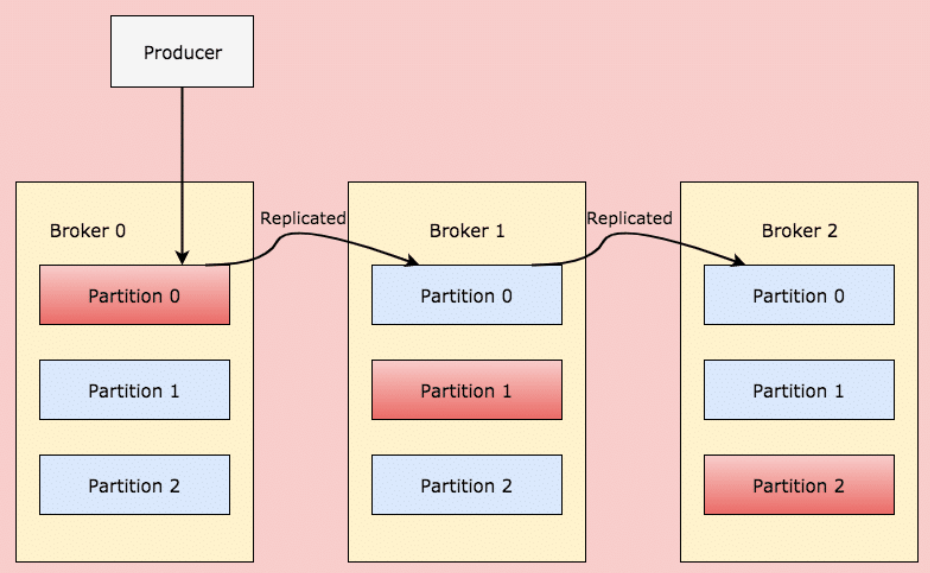 Producer
Replicated
Replicated
Broker 0
Broker 1
Broker 2
Partition 0
Partition 0
Partition 0
Partition 1
Partition 1
Partition 1
Partition 2
Partition 2
Partition 2